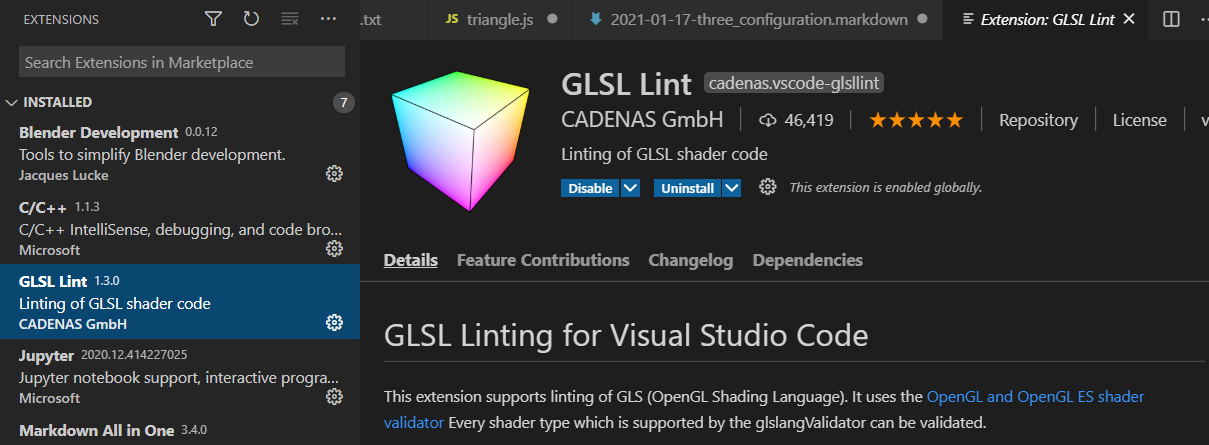 EXTENSIONS
Search Extensions in Marketplace
INSTALLED 7
Blender Development 0.0.12
Tools to simplify Blender development.
Jacques Lucke
C/C++ 1.1.3
C/C++ IntelliSense, debugging, and code bro...
Microsoft
GLSL Lint 1.3.0
Linting of GLSL shader code
CADENAS GmbH
Jupyter 2020.12.414227025
Jupyter notebook support, interactive progra...
Microsoft
Markdown All in One 3.4.0
.txt JS triangle.js 2021-01-17-three_configuration.markdown Extension: GLSL Lint
GLSL Lint cadenas.vscode-glsllint
CADENAS GmbH 46,419 Repository License v
Linting of GLSL shader code
Disable Uninstall This extension is enabled globally.
Details Feature Contributions Changelog Dependencies
GLSL Linting for Visual Studio Code
This extension supports linting of GLS (OpenGL Shading Language). It uses the OpenGL and OpenGL ES shader
validator Every shader type which is supported by the glslangValidator can be validated.